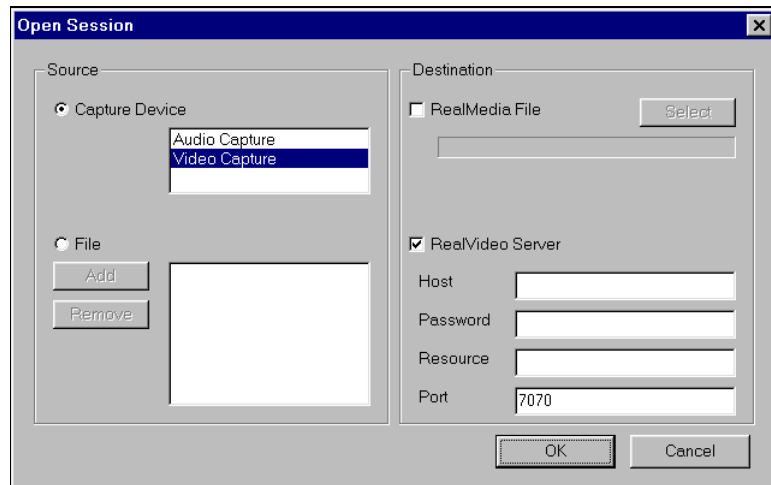 Open Session
Source
Capture Device
Audio Capture
Video Capture
File
Add
Remove
Destination
RealMedia File
Select
RealVideo Server
Host
Password
Resource
Port
7070
OK
Cancel